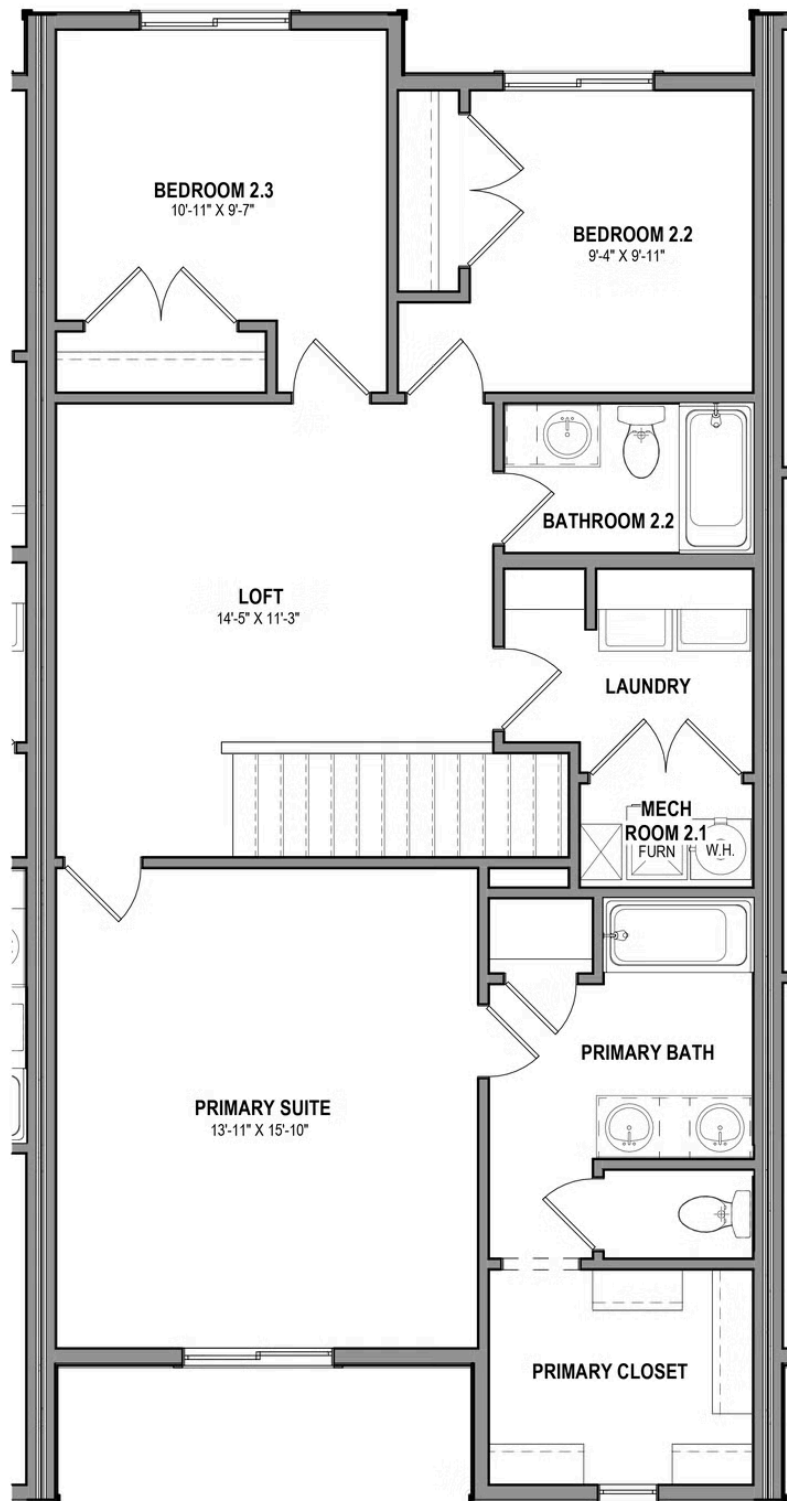 BEDROOM 2.3
10'-11" X 9'-7"
BEDROOM 2.2
9'-4" X 9'-11"
BATHROOM 2.2
LOFT
14'-5" X 11'-3"
LAUNDRY
MECH
ROOM 2.1
FURN
W.H.
PRIMARY BATH
PRIMARY SUITE
13'-11" X 15'-10"
PRIMARY CLOSET